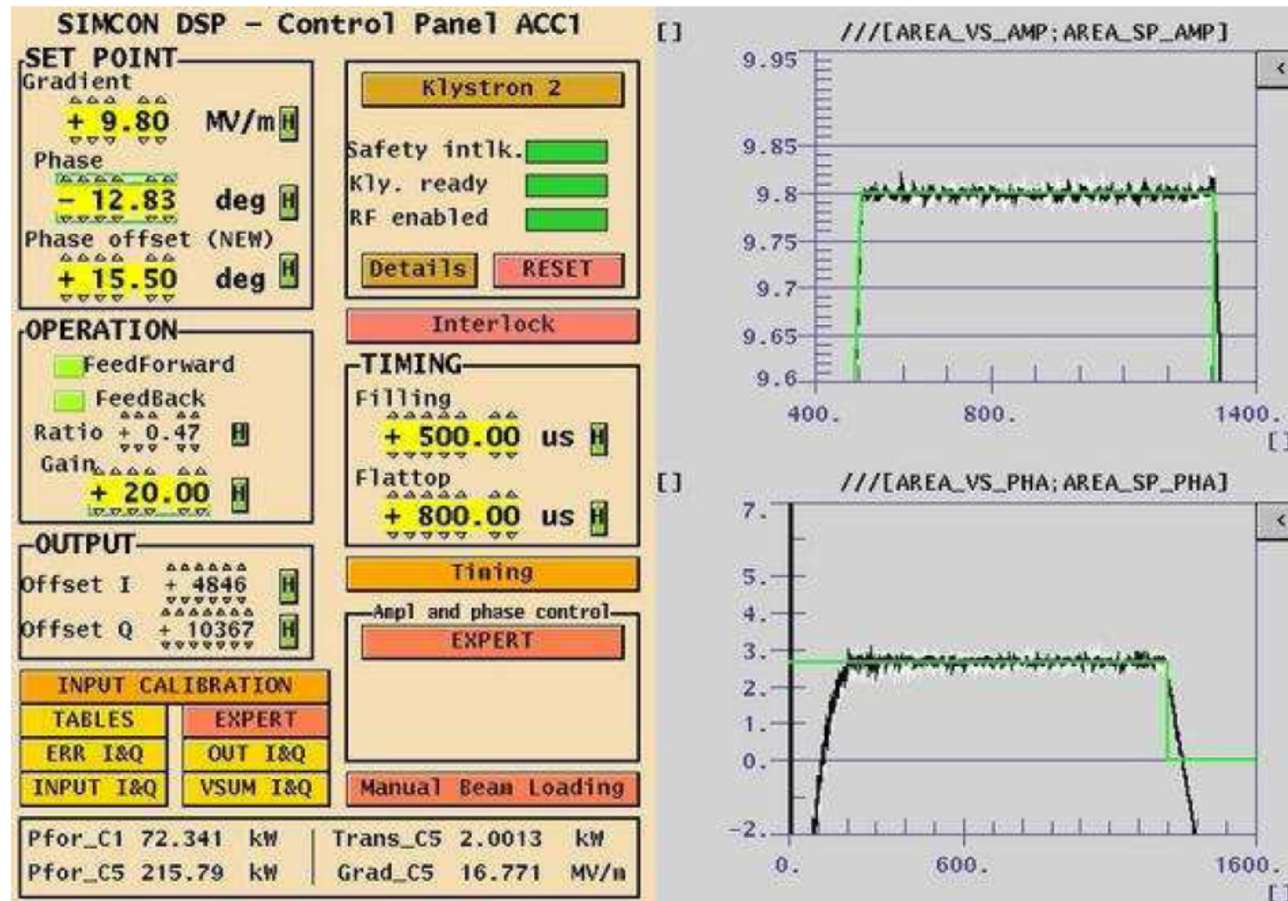 SIMCON DSP - Control Panel ACC1
SET POINT
Gradient
+ 9.80 MV/m H
Phase
- 12.83 deg H
Phase offset (NEW)
+ 15.50 deg H
OPERATION
FeedForward
FeedBack
Ratio + 0.47 H
Gain
+ 20.00 H
OUTPUT
Offset I + 4846 H
Offset Q + 10367 H
INPUT CALIBRATION
TABLES EXPERT
ERR I&Q OUT I&Q
INPUT I&Q VSUM I&Q
Klystron 2
Safety intlk.
Kly. ready
RF enabled
Details RESET
Interlock
TIMING
Filling
+ 500.00 us H
Flattop
+ 800.00 us H
Timing
Ampl and phase control
EXPERT
Manual Beam Loading
Pfor_C1 72.341 kW | Trans_C5 2.0013 kW
Pfor_C5 215.79 kW | Grad_C5 16.771 MV/m
[] ///[AREA_VS_AMP;AREA_SP_AMP]
<
9.95
9.85
9.8
9.75
9.7
9.65
9.6
400. 800. 1400.
[]
[] ///[AREA_VS_PHA;AREA_SP_PHA]
<
7.
5.
4.
3.
2.
1.
0.
-2.
0. 600. 1600.
[]